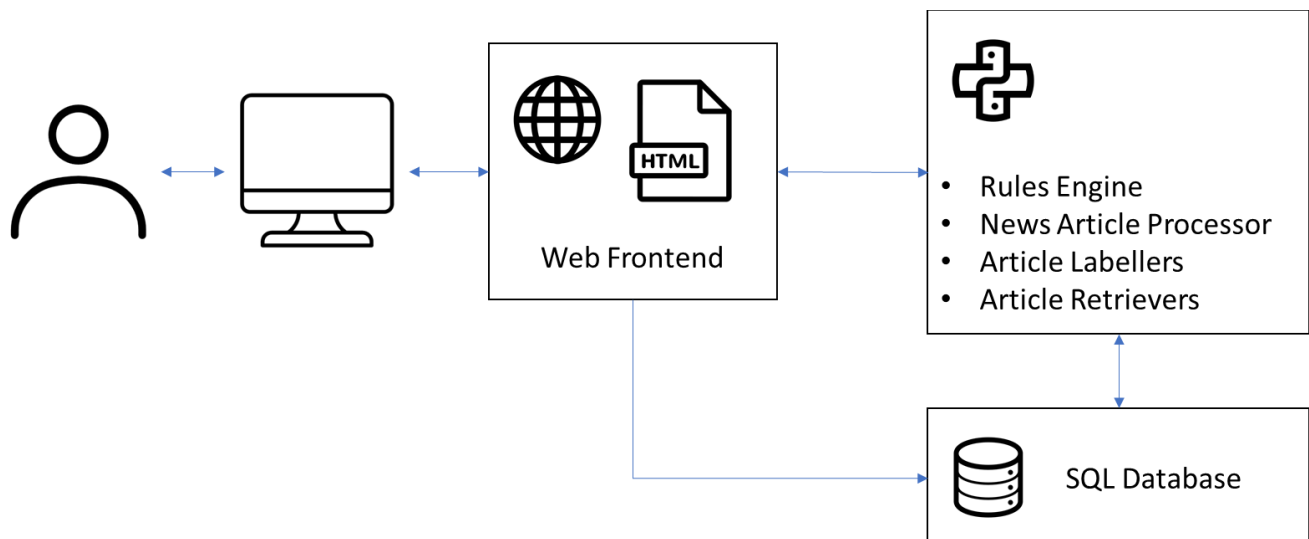 HTML
Web Frontend
• Rules Engine
• News Article Processor
• Article Labellers
• Article Retrievers
SQL Database